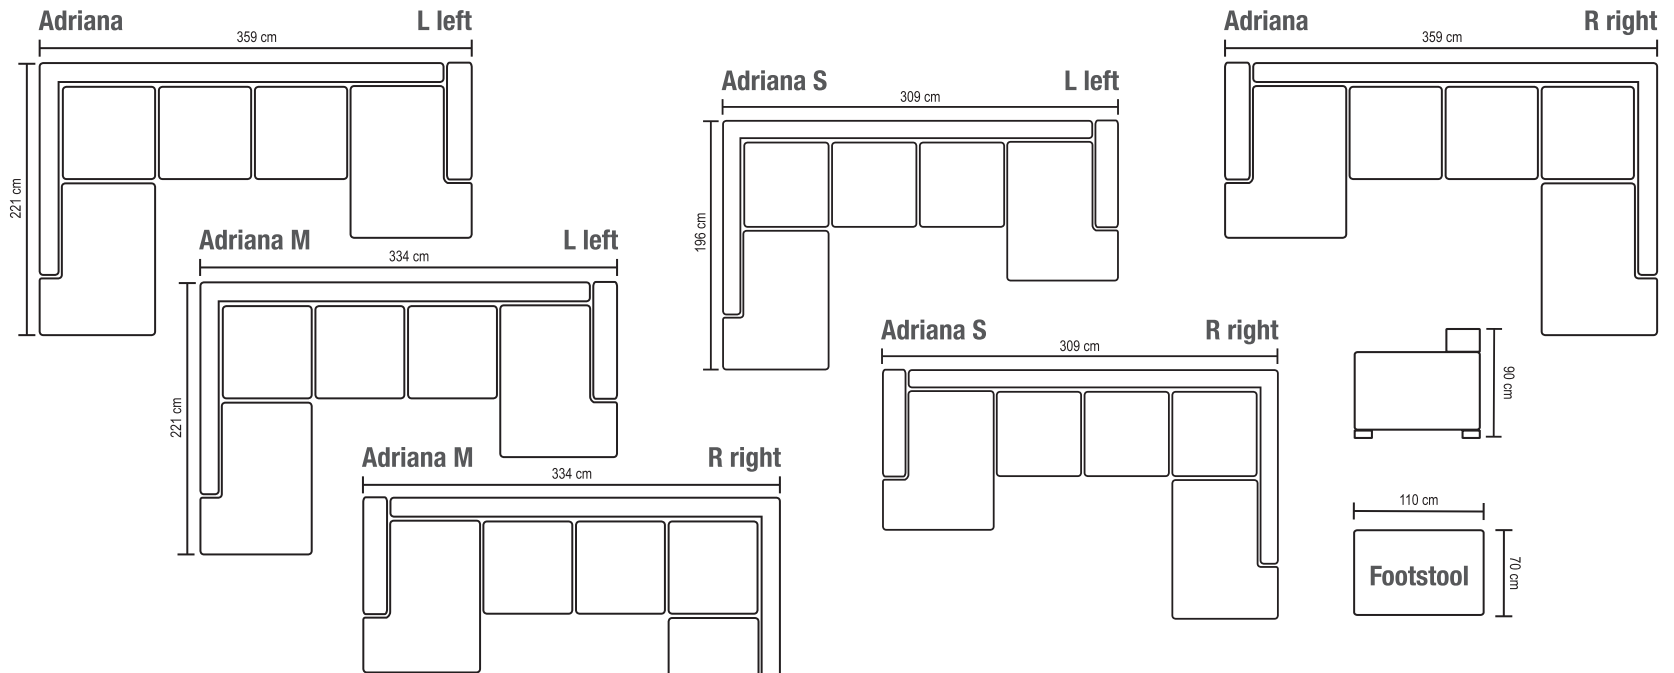 Adriana L left
359 cm
221 cm
Adriana M L left
334 cm
221 cm
Adriana M R right
334 cm
Adriana S L left
309 cm
196 cm
Adriana S R right
309 cm
Adriana R right
359 cm
90 cm
110 cm
Footstool
70 cm